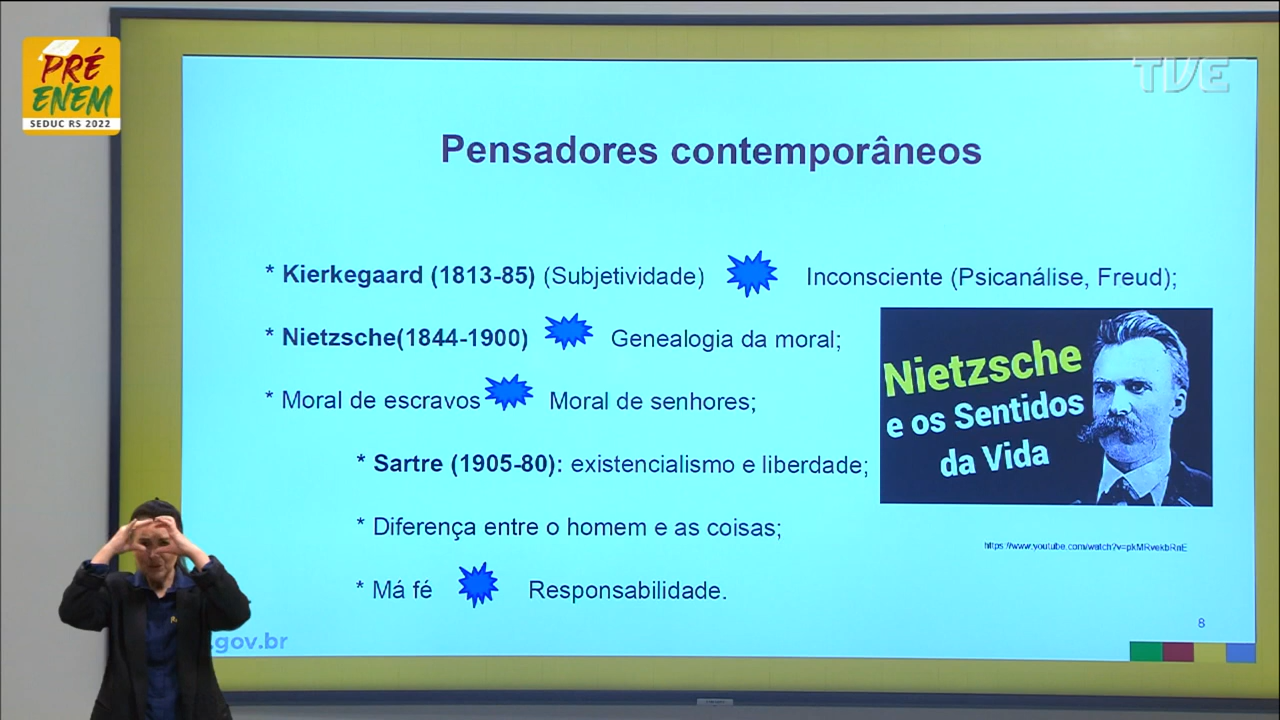 PRÉ
ENEM
SEDUC RS 2022
TVE
Pensadores contemporâneos
* Kierkegaard (1813-85) (Subjetividade) Inconsciente (Psicanálise, Freud);
* Nietzsche(1844-1900) Genealogia da moral;
* Moral de escravos Moral de senhores;
* Sartre (1905-80): existencialismo e liberdade;
* Diferença entre o homem e as coisas;
* Má fé Responsabilidade.
Nietzsche
e os Sentidos
da Vida
https://www.youtube.com/watch?v=pkMRvekbRnE
8
.gov.br